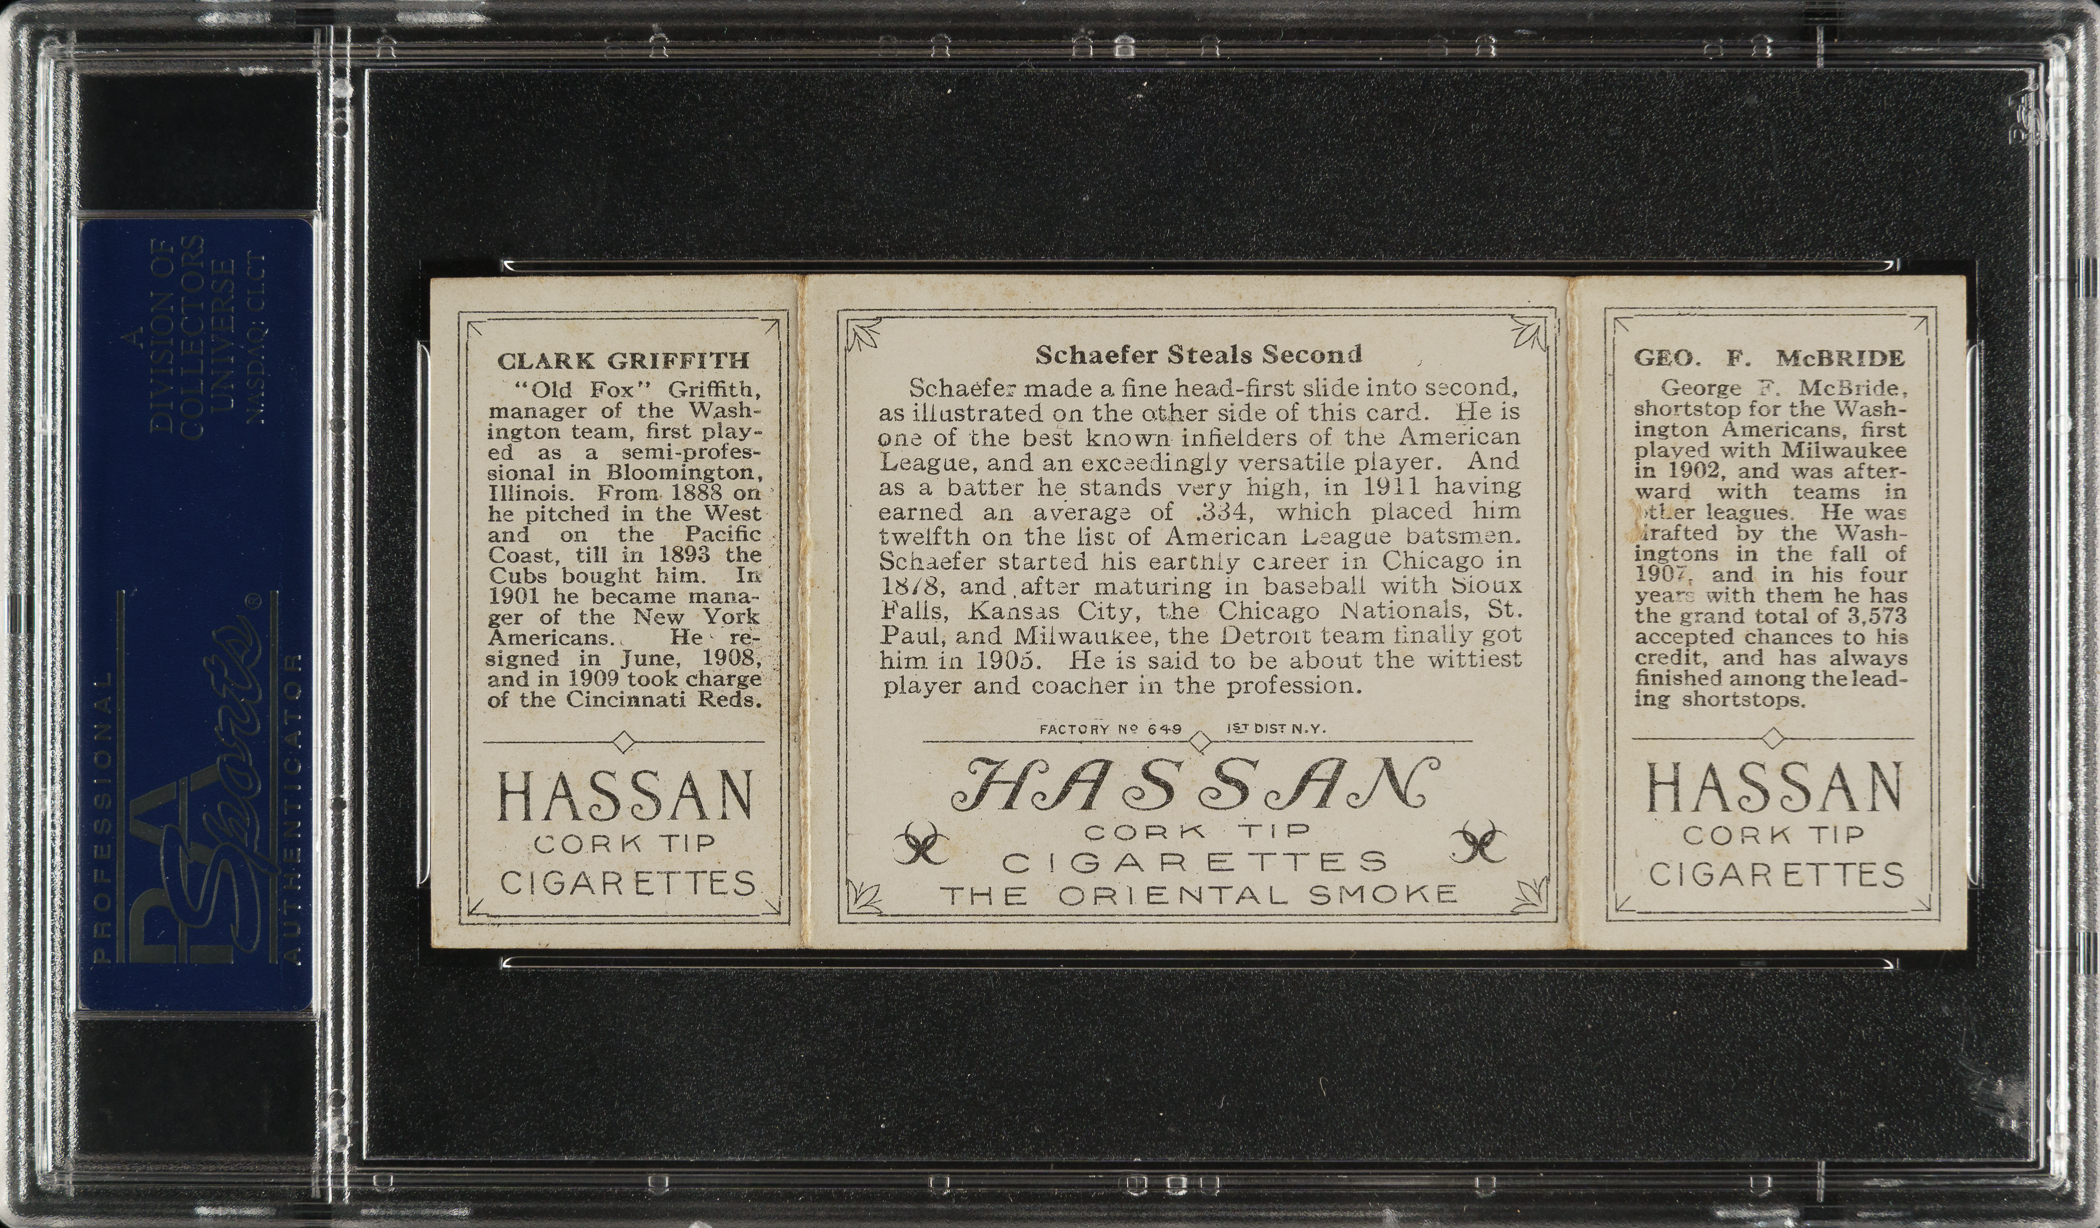 A
DIVISION OF
COLLECTORS
UNIVERSE
NASDAQ: CLCT
PROFESSIONAL
PSA
Sports®
AUTHENTICATOR
CLARK GRIFFITH
"Old Fox" Griffith,
manager of the Wash-
ington team, first play-
ed as a semi-profes-
sional in Bloomington,
Illinois. From 1888 on
he pitched in the West
and on the Pacific
Coast, till in 1893 the
Cubs bought him. In
1901 he became mana-
ger of the New York
Americans. He re-
signed in June, 1908,
and in 1909 took charge
of the Cincinnati Reds.
HASSAN
CORK TIP
CIGARETTES
Schaefer Steals Second
Schaefer made a fine head-first slide into second,
as illustrated on the other side of this card. He is
one of the best known infielders of the American
League, and an exceedingly versatile player. And
as a batter he stands very high, in 1911 having
earned an average of .334, which placed him
twelfth on the list of American League batsmen.
Schaefer started his earthly career in Chicago in
1878, and after maturing in baseball with Sioux
Falls, Kansas City, the Chicago Nationals, St.
Paul, and Milwaukee, the Detroit team finally got
him in 1905. He is said to be about the wittiest
player and coacher in the profession.
FACTORY Nº 649 1ST DIST N.Y.
HASSAN
CORK TIP
CIGARETTES
THE ORIENTAL SMOKE
GEO. F. McBRIDE
George F. McBride,
shortstop for the Wash-
ington Americans, first
played with Milwaukee
in 1902, and was after-
ward with teams in
other leagues. He was
drafted by the Wash-
ingtons in the fall of
1907, and in his four
years with them he has
the grand total of 3,573
accepted chances to his
credit, and has always
finished among the lead-
ing shortstops.
HASSAN
CORK TIP
CIGARETTES